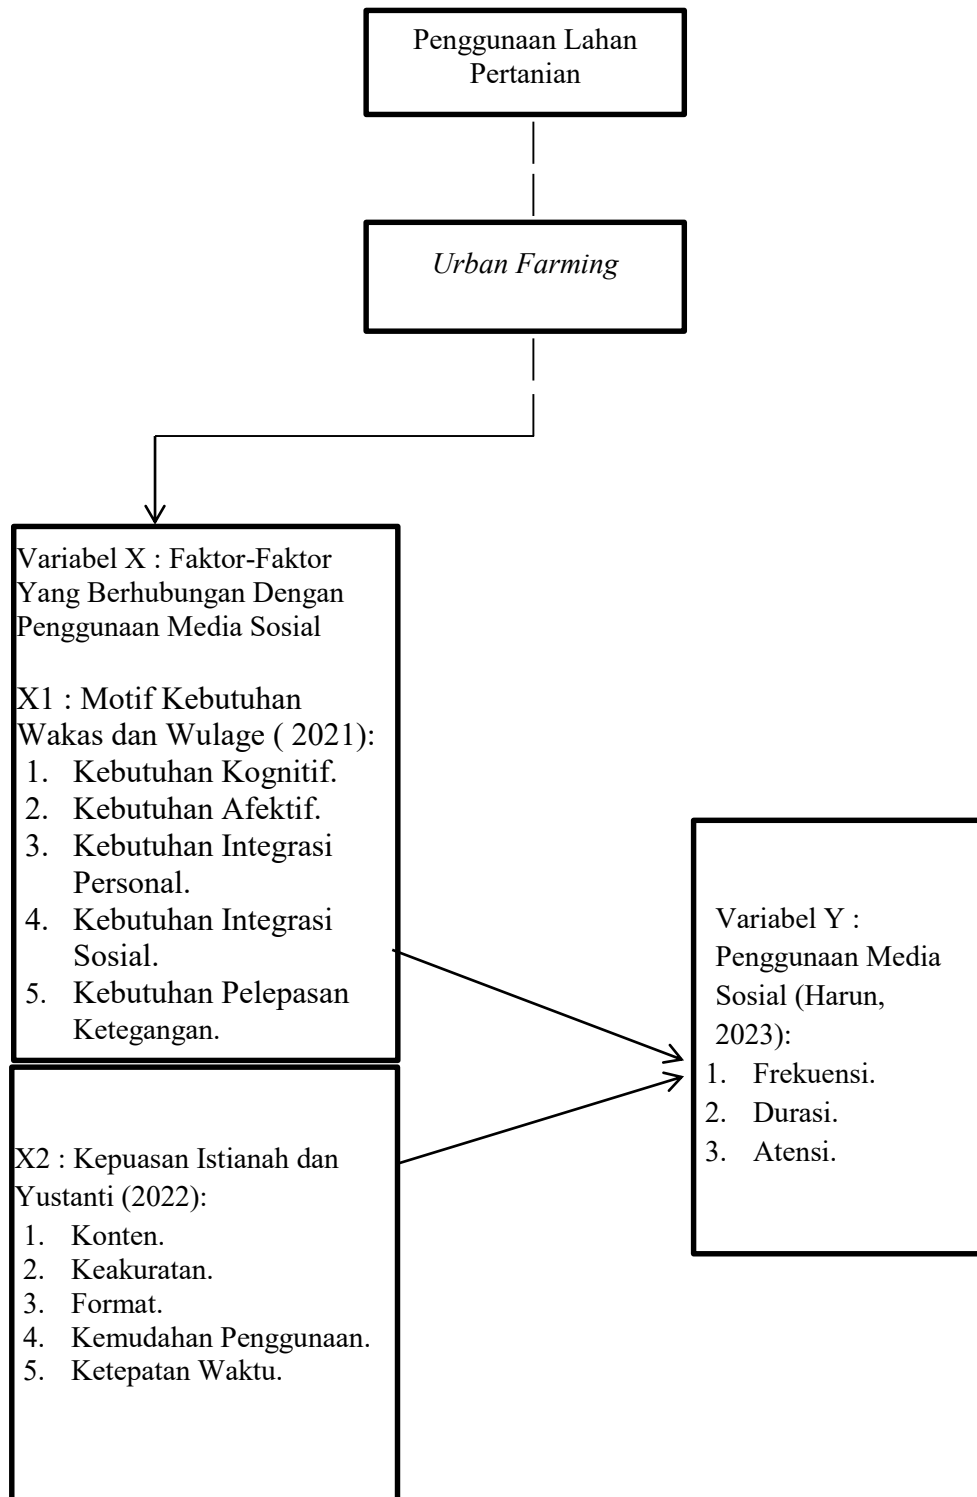 Penggunaan Lahan
Pertanian
Urban Farming
Variabel X : Faktor-Faktor
Yang Berhubungan Dengan
Penggunaan Media Sosial
X1 : Motif Kebutuhan
Wakas dan Wulage ( 2021):
1. Kebutuhan Kognitif.
2. Kebutuhan Afektif.
3. Kebutuhan Integrasi
Personal.
4. Kebutuhan Integrasi
Sosial.
5. Kebutuhan Pelepasan
Ketegangan.
X2 : Kepuasan Istianah dan
Yustanti (2022):
1. Konten.
2. Keakuratan.
3. Format.
4. Kemudahan Penggunaan.
5. Ketepatan Waktu.
Variabel Y :
Penggunaan Media
Sosial (Harun,
2023):
1. Frekuensi.
2. Durasi.
3. Atensi.